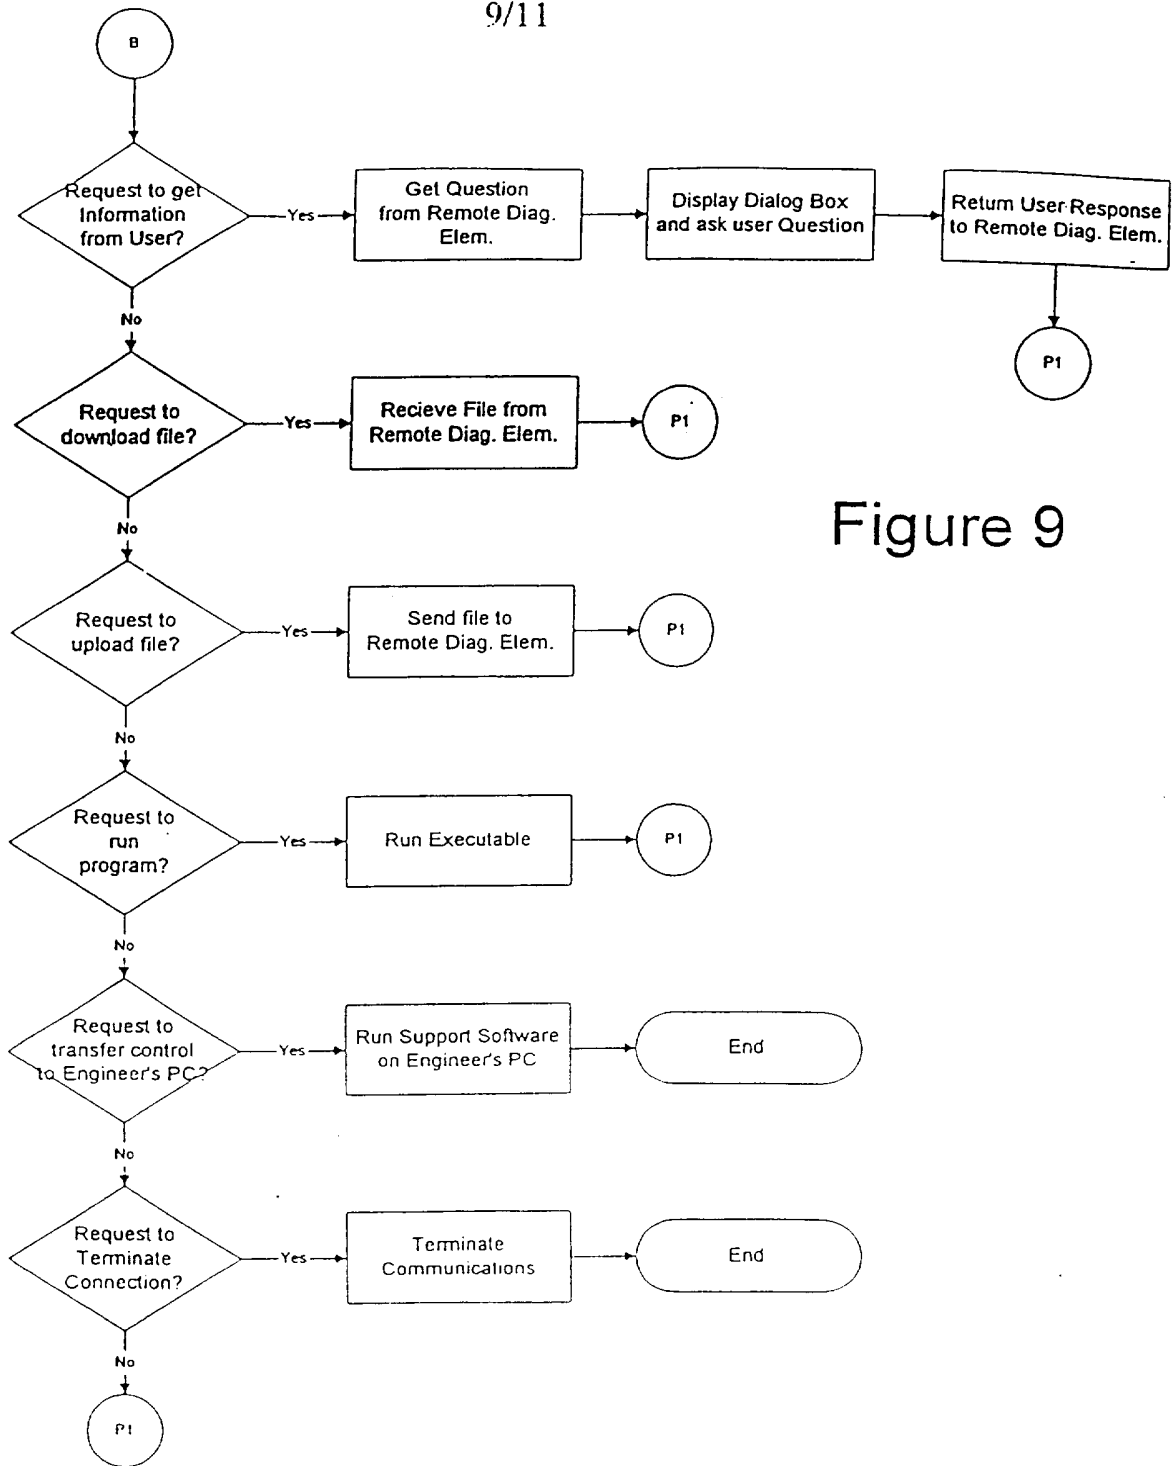 9/11
B
Request to get
Information
from User?
Yes
Get Question
from Remote Diag.
Elem.
Display Dialog Box
and ask user Question
Return User Response
to Remote Diag. Elem.
P1
No
Request to
download file?
Yes
Recieve File from
Remote Diag. Elem.
P1
Figure 9
No
Request to
upload file?
Yes
Send file to
Remote Diag. Elem.
P1
No
Request to
run
program?
Yes
Run Executable
P1
No
Request to
transfer control
to Engineer's PC?
Yes
Run Support Software
on Engineer's PC
End
No
Request to
Terminate
Connection?
Yes
Terminate
Communications
End
No
P1